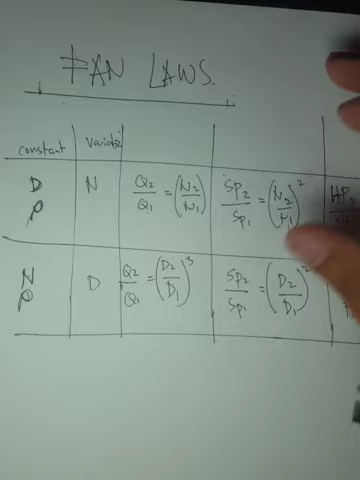 FAN LAWS.
constant variable
D ρ N Q2/Q1 = (N2/N1) SP2/SP1 = (N2/N1)^2 HP2
N ρ D Q2/Q1 = (D2/D1)^3 SP2/SP1 = (D2/D1)^2